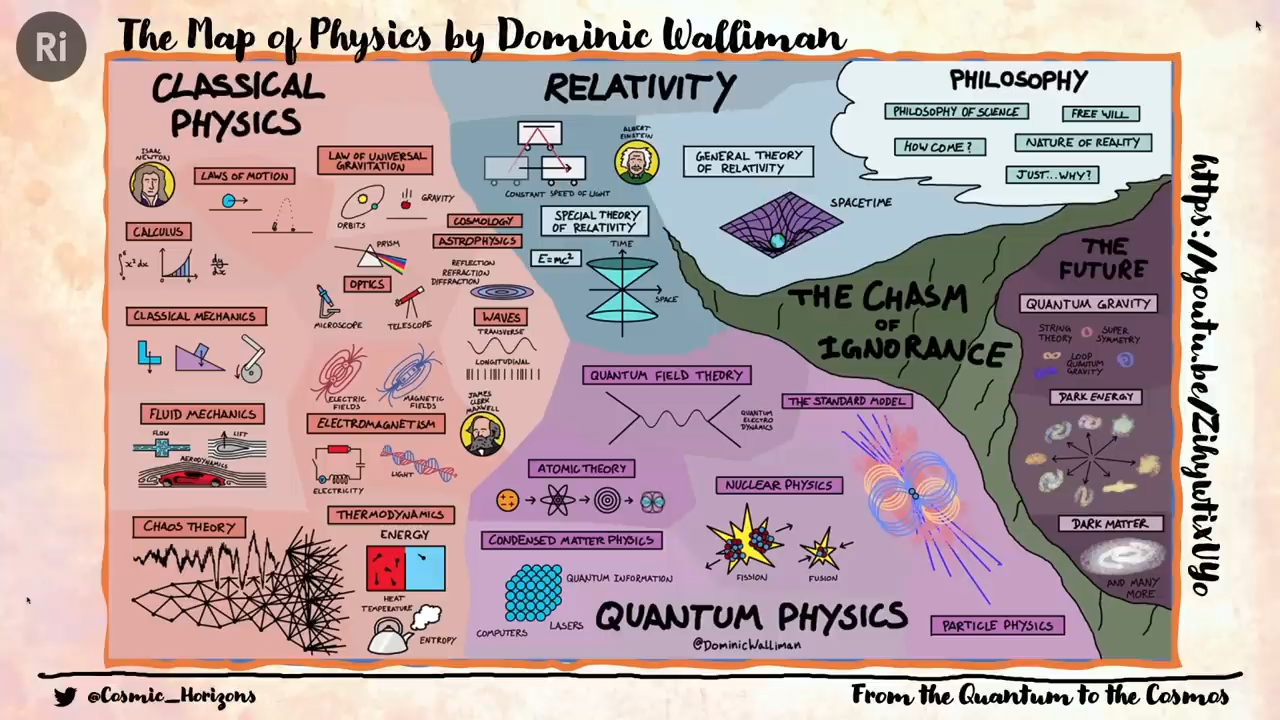 Ri
The Map of Physics by Dominic Walliman
CLASSICAL
PHYSICS
ISAAC
NEWTON
LAWS OF MOTION
LAW OF UNIVERSAL
GRAVITATION
ORBITS
GRAVITY
CALCULUS
∫ x² dx
dy
dx
PRISM
OPTICS
MICROSCOPE
TELESCOPE
COSMOLOGY
ASTROPHYSICS
REFLECTION
REFRACTION
DIFFRACTION
WAVES
TRANSVERSE
LONGITUDINAL
CLASSICAL MECHANICS
FLUID MECHANICS
FLOW
LIFT
AERODYNAMICS
ELECTRIC
FIELDS
MAGNETIC
FIELDS
JAMES
CLERK
MAXWELL
ELECTROMAGNETISM
LIGHT
ELECTRICITY
CHAOS THEORY
THERMODYNAMICS
ENERGY
HEAT
TEMPERATURE
ENTROPY
RELATIVITY
ALBERT
EINSTEIN
CONSTANT SPEED OF LIGHT
GENERAL THEORY
OF RELATIVITY
SPACETIME
SPECIAL THEORY
OF RELATIVITY
E=mc²
TIME
SPACE
PHILOSOPHY
PHILOSOPHY OF SCIENCE
FREE WILL
HOW COME?
NATURE OF REALITY
JUST...WHY?
THE CHASM
OF
IGNORANCE
THE
FUTURE
QUANTUM GRAVITY
STRING
THEORY
SUPER
SYMMETRY
LOOP
QUANTUM
GRAVITY
DARK ENERGY
DARK MATTER
AND MANY
MORE...
QUANTUM FIELD THEORY
QUANTUM
ELECTRO
DYNAMICS
THE STANDARD MODEL
ATOMIC THEORY
NUCLEAR PHYSICS
FISSION
FUSION
CONDENSED MATTER PHYSICS
QUANTUM INFORMATION
LASERS
COMPUTERS
QUANTUM PHYSICS
@DominicWalliman
PARTICLE PHYSICS
@Cosmic_Horizons
From the Quantum to the Cosmos